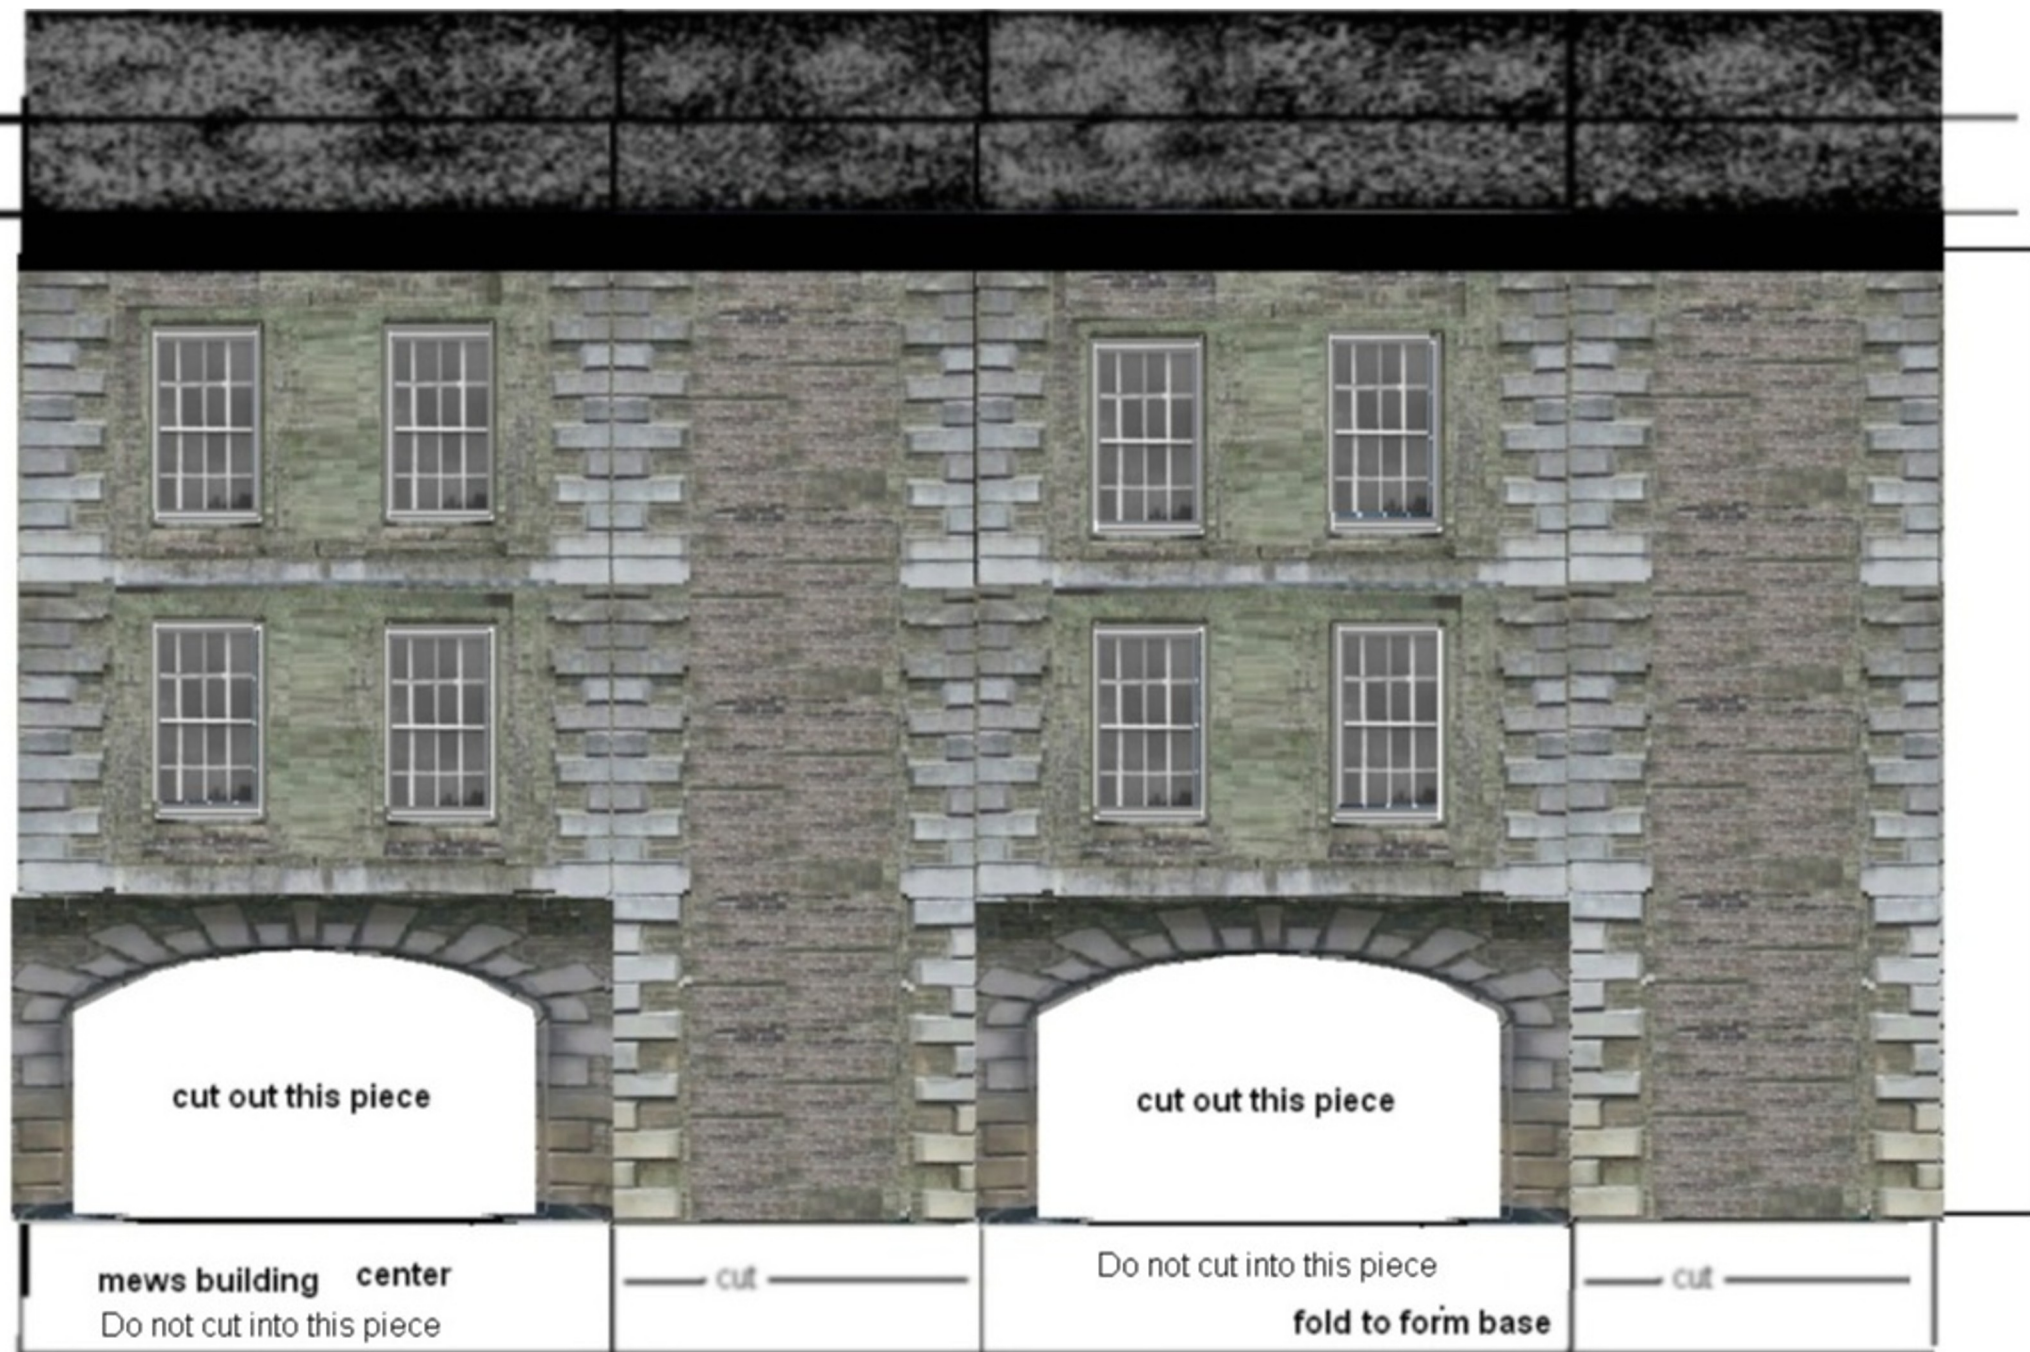 cut out this piece
cut out this piece
mews building center
Do not cut into this piece
cut
Do not cut into this piece
fold to form base
cut